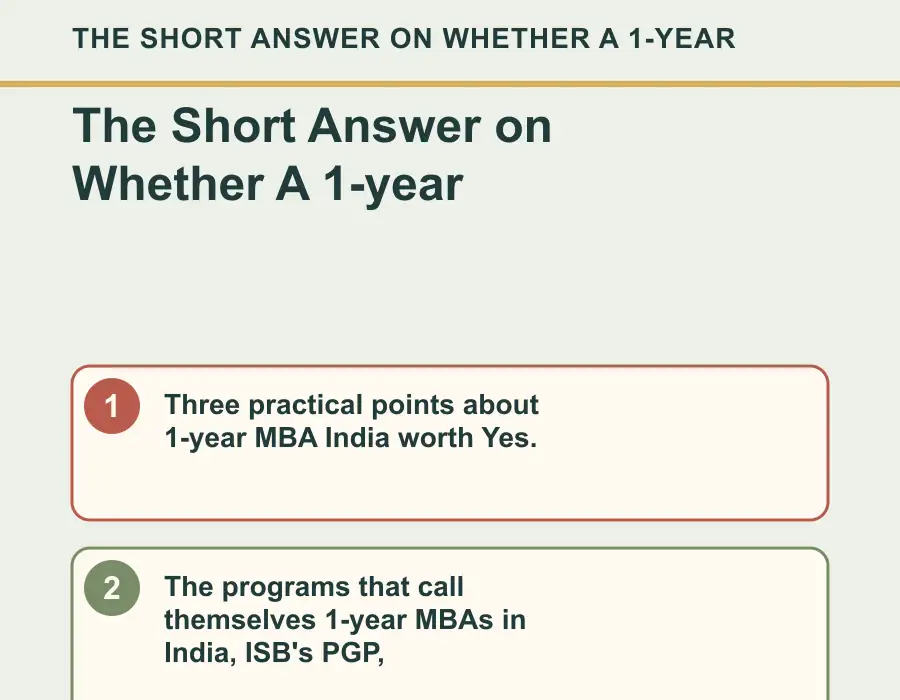 THE SHORT ANSWER ON WHETHER A 1-YEAR
The Short Answer on
Whether A 1-year
1
Three practical points about
1-year MBA India worth Yes.
2
The programs that call
themselves 1-year MBAs in
India, ISB's PGP,